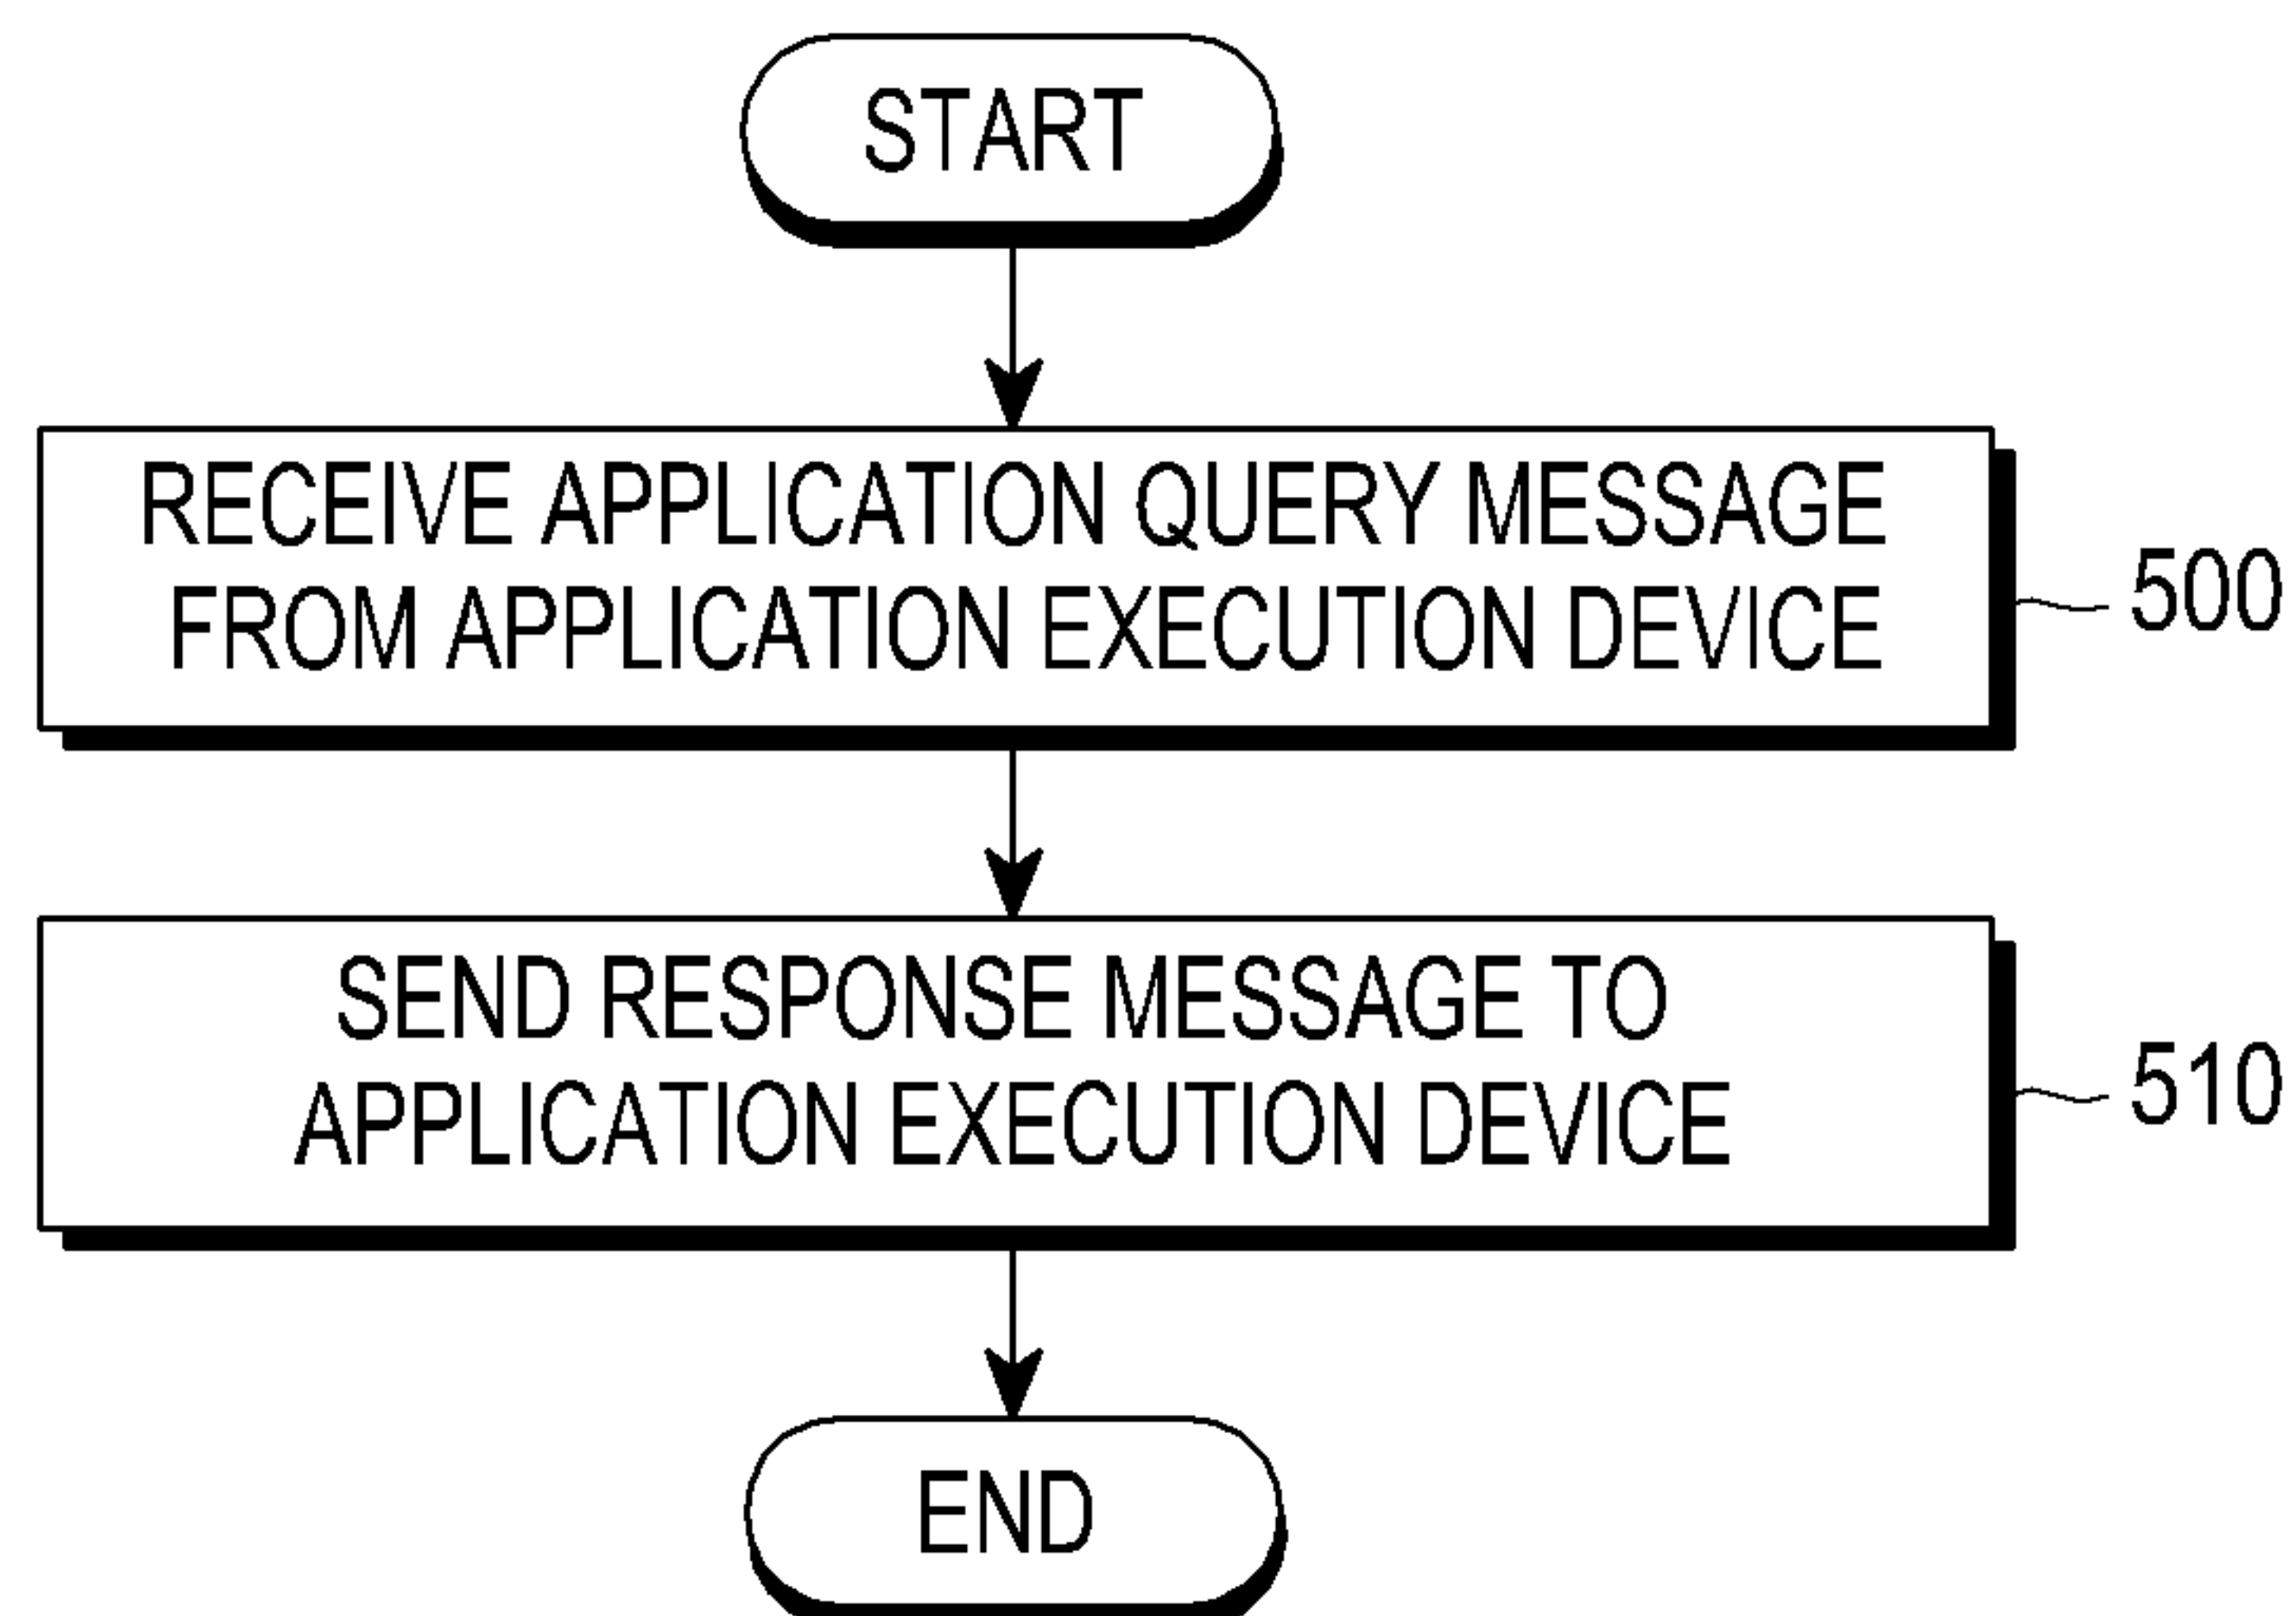 START
RECEIVE APPLICATION QUERY MESSAGE
FROM APPLICATION EXECUTION DEVICE
500
SEND RESPONSE MESSAGE TO
APPLICATION EXECUTION DEVICE
510
END